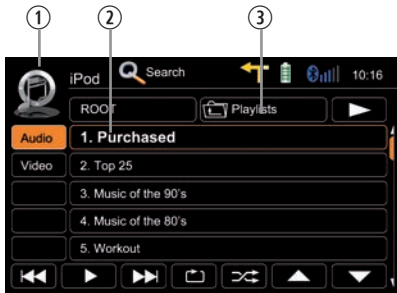 1 2 3
iPod Search 10:16
ROOT Playlists
Audio 1. Purchased
Video 2. Top 25
3. Music of the 90's
4. Music of the 80's
5. Workout